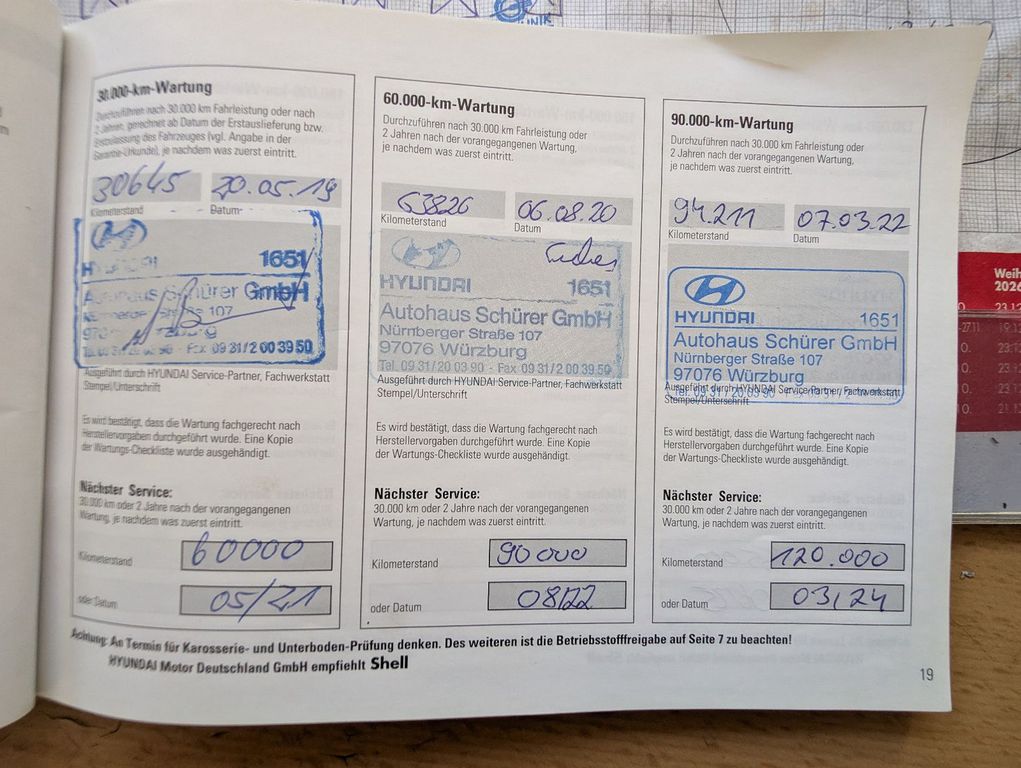 30.000-km-Wartung
Durchzuführen nach 30.000 km Fahrleistung oder nach
2 Jahren, gerechnet ab Datum der Erstauslieferung bzw.
Erstzulassung des Fahrzeuges (vgl. Angabe in der
Garantie-Urkunde), je nachdem was zuerst eintritt.
30645 20.05.19
Kilometerstand Datum
HYUNDAI 1651
Autohaus Schürer GmbH
Nürnberger Straße 107
97076 Würzburg
Fax 09 31/2 00 39 50
Ausgeführt durch HYUNDAI Service-Partner, Fachwerkstatt
Stempel/Unterschrift
Es wird bestätigt, dass die Wartung fachgerecht nach
Herstellervorgaben durchgeführt wurde. Eine Kopie
der Wartungs-Checkliste wurde ausgehändigt.
Nächster Service:
30.000 km oder 2 Jahre nach der vorangegangenen
Wartung, je nachdem was zuerst eintritt.
Kilometerstand 60000
oder Datum 05/21
60.000-km-Wartung
Durchzuführen nach 30.000 km Fahrleistung oder
2 Jahren nach der vorangegangenen Wartung,
je nachdem was zuerst eintritt.
63826 06.08.20
Kilometerstand Datum
HYUNDAI 1651
Autohaus Schürer GmbH
Nürnberger Straße 107
97076 Würzburg
Tel. 09 31/20 03 90 - Fax 09 31/2 00 39 50
Ausgeführt durch HYUNDAI Service-Partner, Fachwerkstatt
Stempel/Unterschrift
Es wird bestätigt, dass die Wartung fachgerecht nach
Herstellervorgaben durchgeführt wurde. Eine Kopie
der Wartungs-Checkliste wurde ausgehändigt.
Nächster Service:
30.000 km oder 2 Jahre nach der vorangegangenen
Wartung, je nachdem was zuerst eintritt.
Kilometerstand 90000
oder Datum 08/22
90.000-km-Wartung
Durchzuführen nach 30.000 km Fahrleistung oder
2 Jahren nach der vorangegangenen Wartung,
je nachdem was zuerst eintritt.
94.211 07.03.22
Kilometerstand Datum
HYUNDAI 1651
Autohaus Schürer GmbH
Nürnberger Straße 107
97076 Würzburg
Tel. 09 31/20 03 90
Ausgeführt durch HYUNDAI Service-Partner, Fachwerkstatt
Stempel/Unterschrift
Es wird bestätigt, dass die Wartung fachgerecht nach
Herstellervorgaben durchgeführt wurde. Eine Kopie
der Wartungs-Checkliste wurde ausgehändigt.
Nächster Service:
30.000 km oder 2 Jahre nach der vorangegangenen
Wartung, je nachdem was zuerst eintritt.
Kilometerstand 120.000
oder Datum 03/24
Achtung: An Termin für Karosserie- und Unterboden-Prüfung denken. Des weiteren ist die Betriebsstofffreigabe auf Seite 7 zu beachten!
HYUNDAI Motor Deutschland GmbH empfiehlt Shell
19
Weih
2026